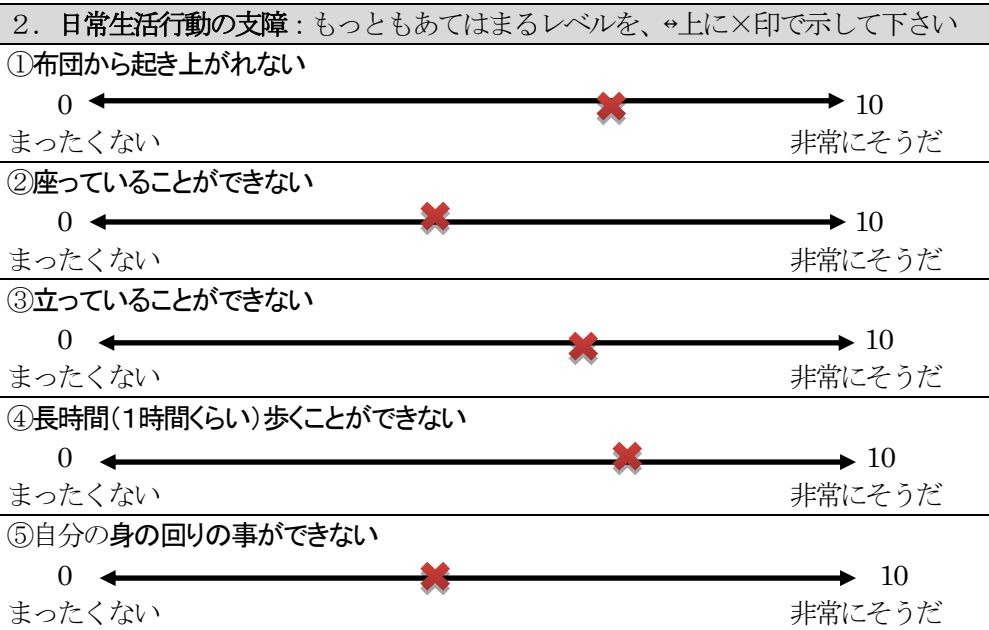 ２．日常生活行動の支障：もっともあてはまるレベルを、↔上に×印で示して下さい
①布団から起き上がれない
0 10
まったくない 非常にそうだ
②座っていることができない
0 10
まったくない 非常にそうだ
③立っていることができない
0 10
まったくない 非常にそうだ
④長時間（１時間くらい）歩くことができない
0 10
まったくない 非常にそうだ
⑤自分の身の回りの事ができない
0 10
まったくない 非常にそうだ